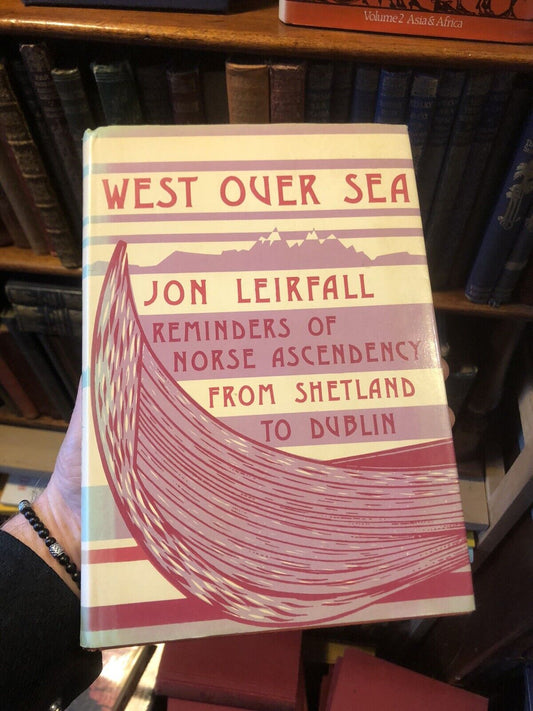 Volume 2 Asia & Africa
WEST OVER SEA
JON LEIRFALL
REMINDERS OF
NORSE ASCENDENCY
FROM SHETLAND
TO DUBLIN